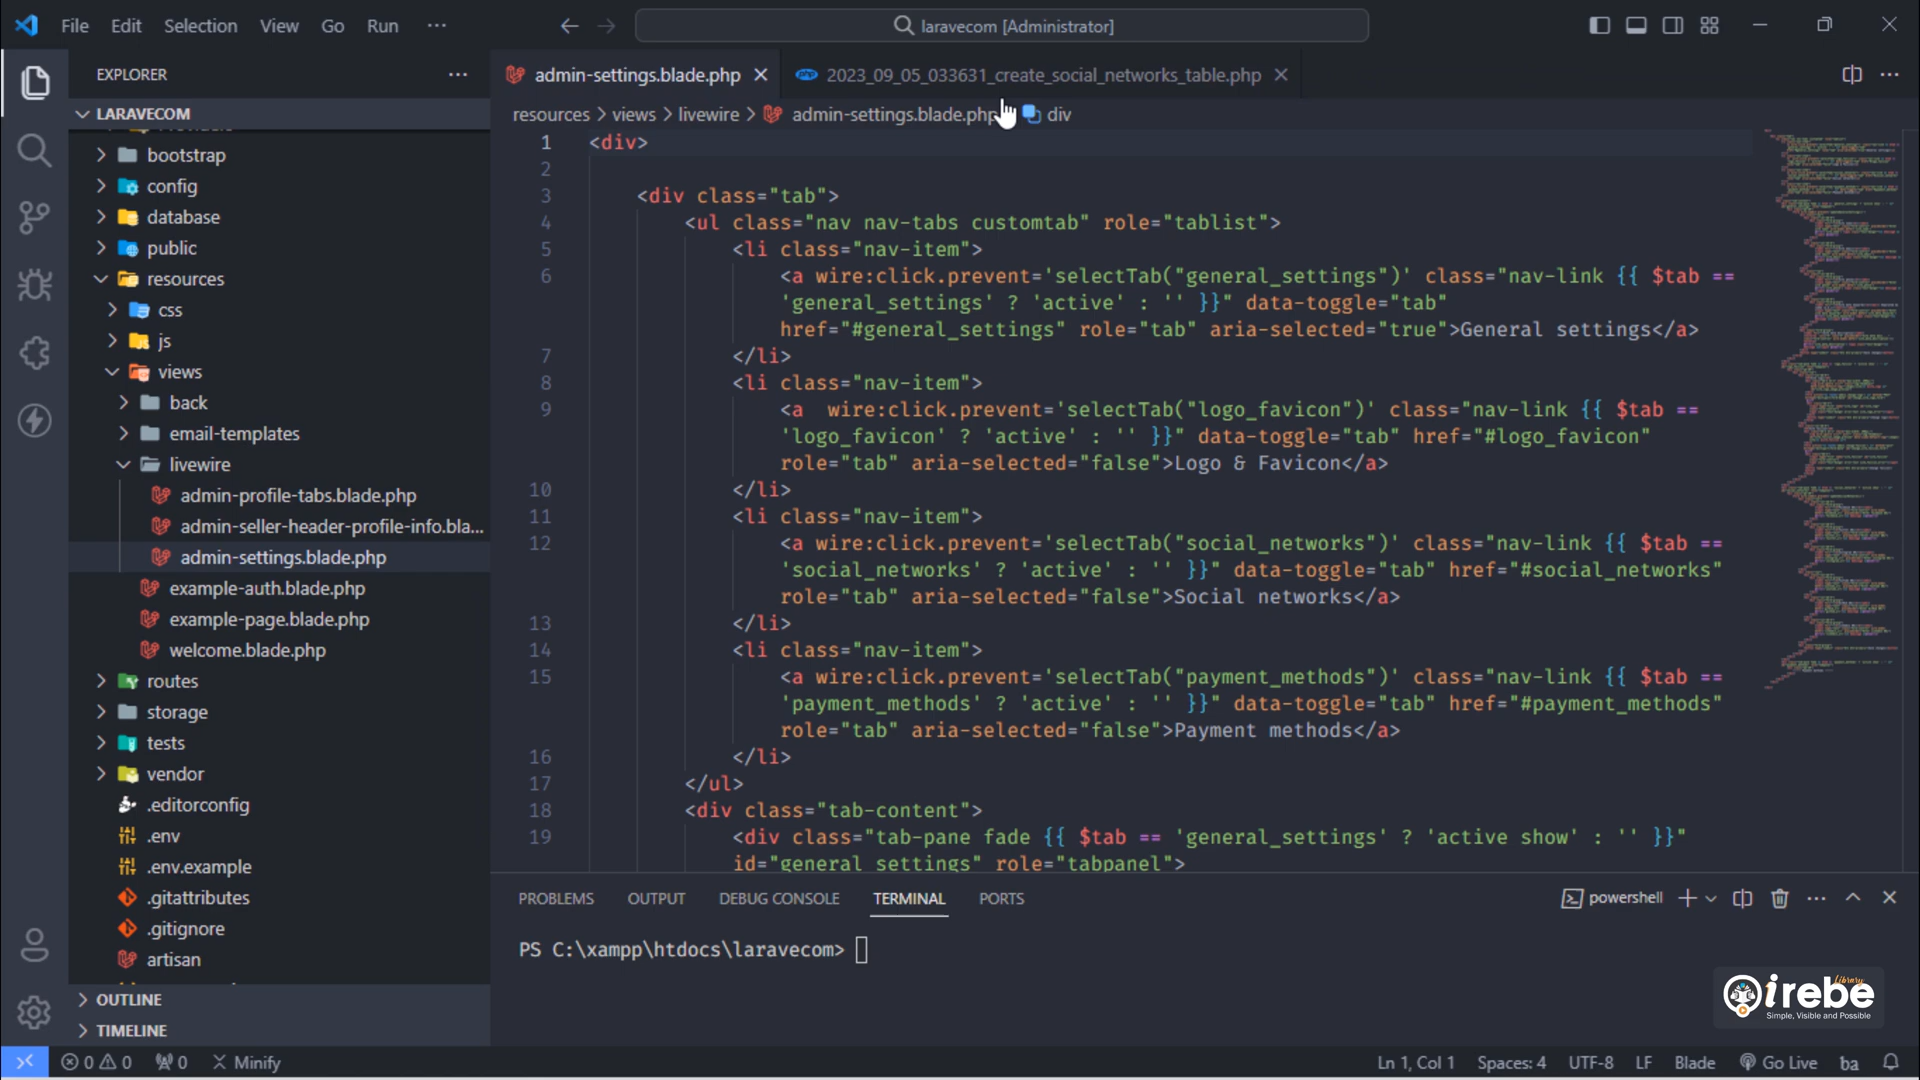 File Edit Selection View Go Run ··· laravecom [Administrator]
EXPLORER
LARAVECOM
bootstrap
config
database
public
resources
css
js
views
back
email-templates
livewire
admin-profile-tabs.blade.php
admin-seller-header-profile-info.bla...
admin-settings.blade.php
example-auth.blade.php
example-page.blade.php
welcome.blade.php
routes
storage
tests
vendor
.editorconfig
.env
.env.example
.gitattributes
.gitignore
artisan
OUTLINE
TIMELINE
admin-settings.blade.php
php 2023_09_05_033631_create_social_networks_table.php
resources > views > livewire > admin-settings.blade.php div
1 <div>
2
3 <div class="tab">
4 <ul class="nav nav-tabs customtab" role="tablist">
5 <li class="nav-item">
6 <a wire:click.prevent='selectTab("general_settings")' class="nav-link {{ $tab ==
'general_settings' ? 'active' : '' }}" data-toggle="tab"
href="#general_settings" role="tab" aria-selected="true">General settings</a>
7 </li>
8 <li class="nav-item">
9 <a  wire:click.prevent='selectTab("logo_favicon")' class="nav-link {{ $tab ==
'logo_favicon' ? 'active' : '' }}" data-toggle="tab" href="#logo_favicon"
role="tab" aria-selected="false">Logo & Favicon</a>
10 </li>
11 <li class="nav-item">
12 <a wire:click.prevent='selectTab("social_networks")' class="nav-link {{ $tab ==
'social_networks' ? 'active' : '' }}" data-toggle="tab" href="#social_networks"
role="tab" aria-selected="false">Social networks</a>
13 </li>
14 <li class="nav-item">
15 <a wire:click.prevent='selectTab("payment_methods")' class="nav-link {{ $tab ==
'payment_methods' ? 'active' : '' }}" data-toggle="tab" href="#payment_methods"
role="tab" aria-selected="false">Payment methods</a>
16 </li>
17 </ul>
18 <div class="tab-content">
19 <div class="tab-pane fade {{ $tab == 'general_settings' ? 'active show' : '' }}"
id="general_settings" role="tabpanel">
PROBLEMS OUTPUT DEBUG CONSOLE TERMINAL PORTS powershell
PS C:\xampp\htdocs\laravecom>
irebe
Library
Simple, Visible and Possible
0 0 0 Minify Ln 1, Col 1 Spaces: 4 UTF-8 LF Blade Go Live ba